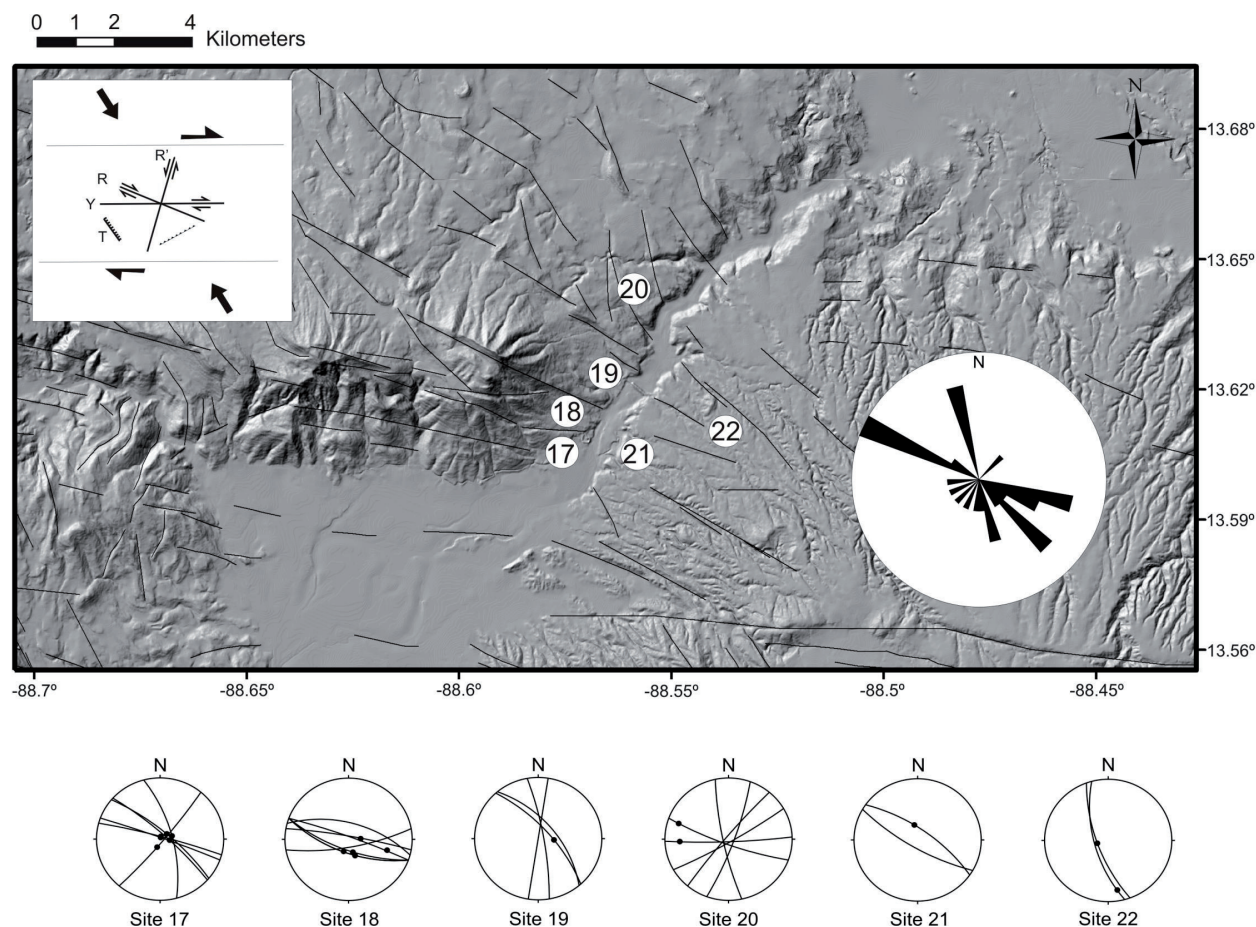 0 1 2 4
Kilometers
N
R'
R
Y
T
20
19
18
17
21
22
N
13.68º
13.65º
13.62º
13.59º
13.56º
-88.7º -88.65º -88.6º -88.55º -88.5º -88.45º
N N N N N N
Site 17 Site 18 Site 19 Site 20 Site 21 Site 22